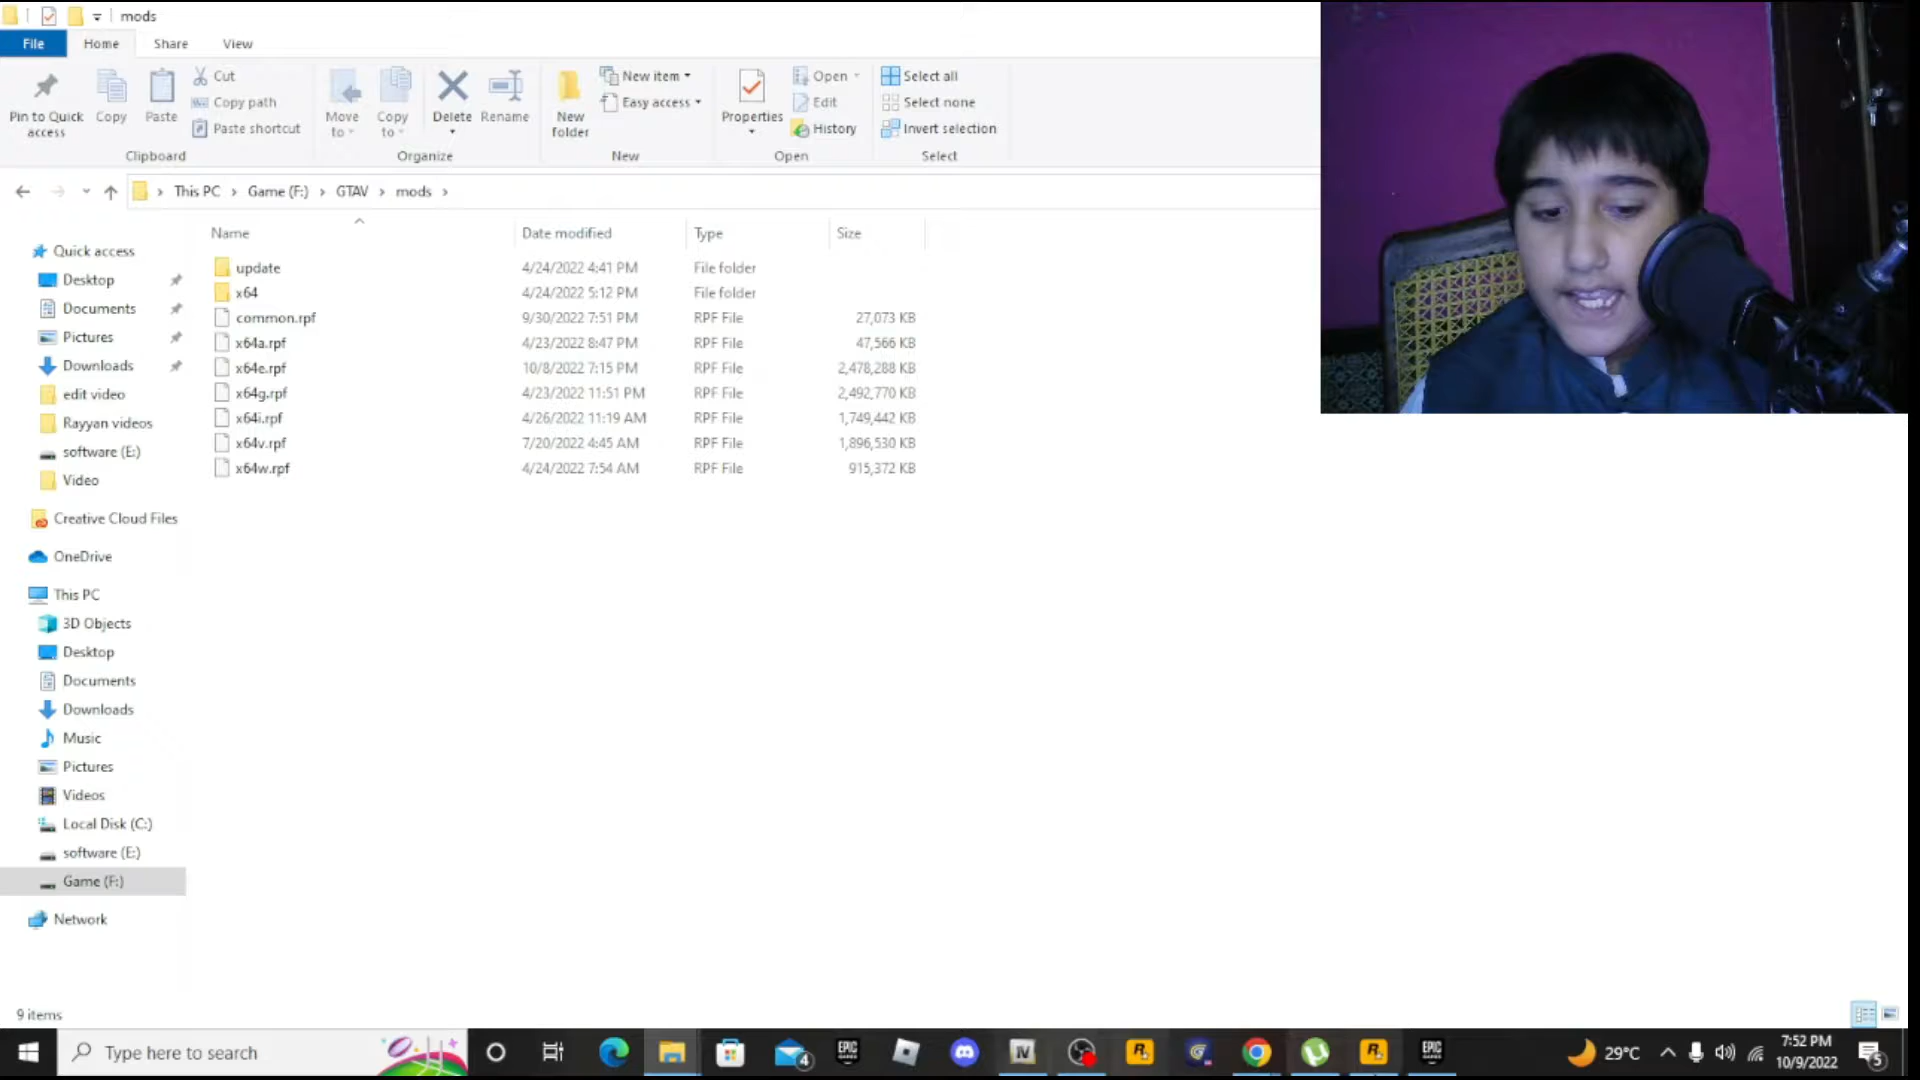 mods
File Home Share View
Pin to Quick access
Copy
Paste
Cut
Copy path
Paste shortcut
Clipboard
Move to
Copy to
Delete
Rename
Organize
New folder
New item
Easy access
New
Properties
Open
Edit
History
Open
Select all
Select none
Invert selection
Select
This PC > Game (F:) > GTAV > mods >
Name Date modified Type Size
update 4/24/2022 4:41 PM File folder
x64 4/24/2022 5:12 PM File folder
common.rpf 9/30/2022 7:51 PM RPF File 27,073 KB
x64a.rpf 4/23/2022 8:47 PM RPF File 47,566 KB
x64e.rpf 10/8/2022 7:15 PM RPF File 2,478,288 KB
x64g.rpf 4/23/2022 11:51 PM RPF File 2,492,770 KB
x64i.rpf 4/26/2022 11:19 AM RPF File 1,749,442 KB
x64v.rpf 7/20/2022 4:45 AM RPF File 1,896,530 KB
x64w.rpf 4/24/2022 7:54 AM RPF File 915,372 KB
Quick access
Desktop
Documents
Pictures
Downloads
edit video
Rayyan videos
software (E:)
Video
Creative Cloud Files
OneDrive
This PC
3D Objects
Desktop
Documents
Downloads
Music
Pictures
Videos
Local Disk (C:)
software (E:)
Game (F:)
Network
9 items
Type here to search
4
EPIC GAMES
IV
R
R
EPIC GAMES
29°C
7:52 PM
10/9/2022
5